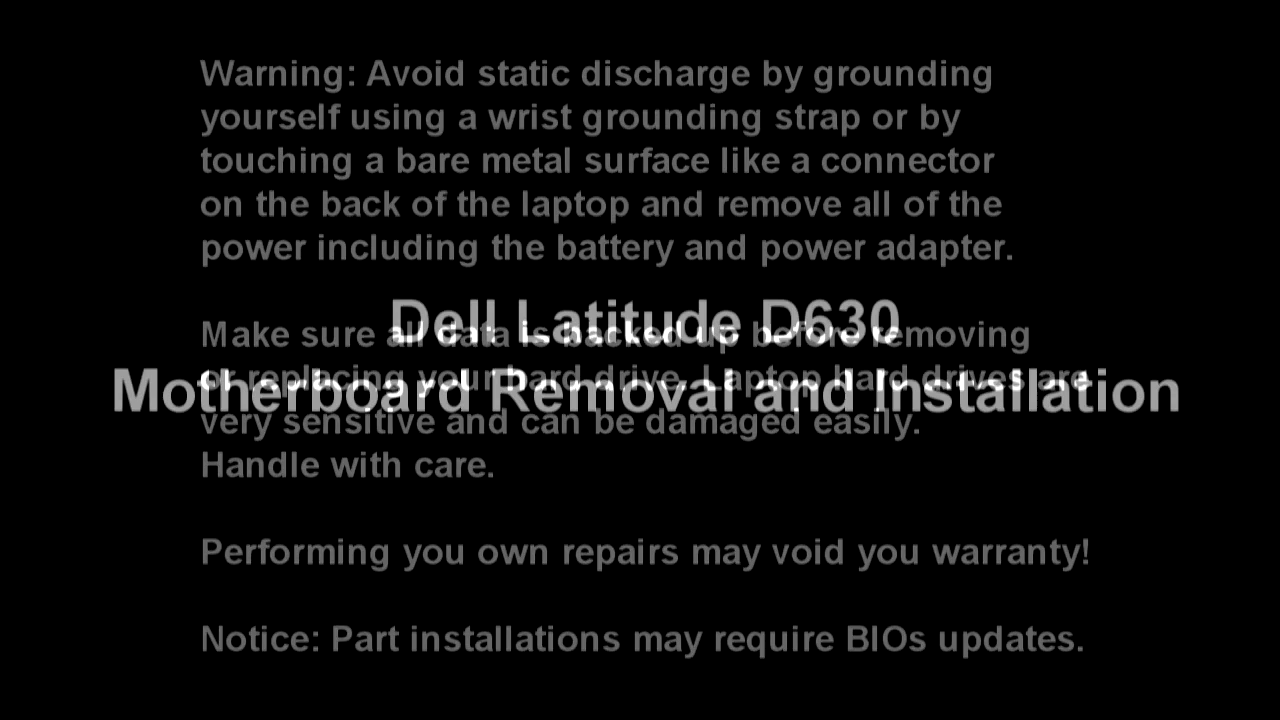 Warning: Avoid static discharge by grounding
yourself using a wrist grounding strap or by
touching a bare metal surface like a connector
on the back of the laptop and remove all of the
power including the battery and power adapter.
Dell Latitude D630
Make sure all data is backed up before removing
Motherboard Removal and Installation
or replacing your hard drive. Laptop hard drives are
very sensitive and can be damaged easily.
Handle with care.
Performing you own repairs may void you warranty!
Notice: Part installations may require BIOs updates.